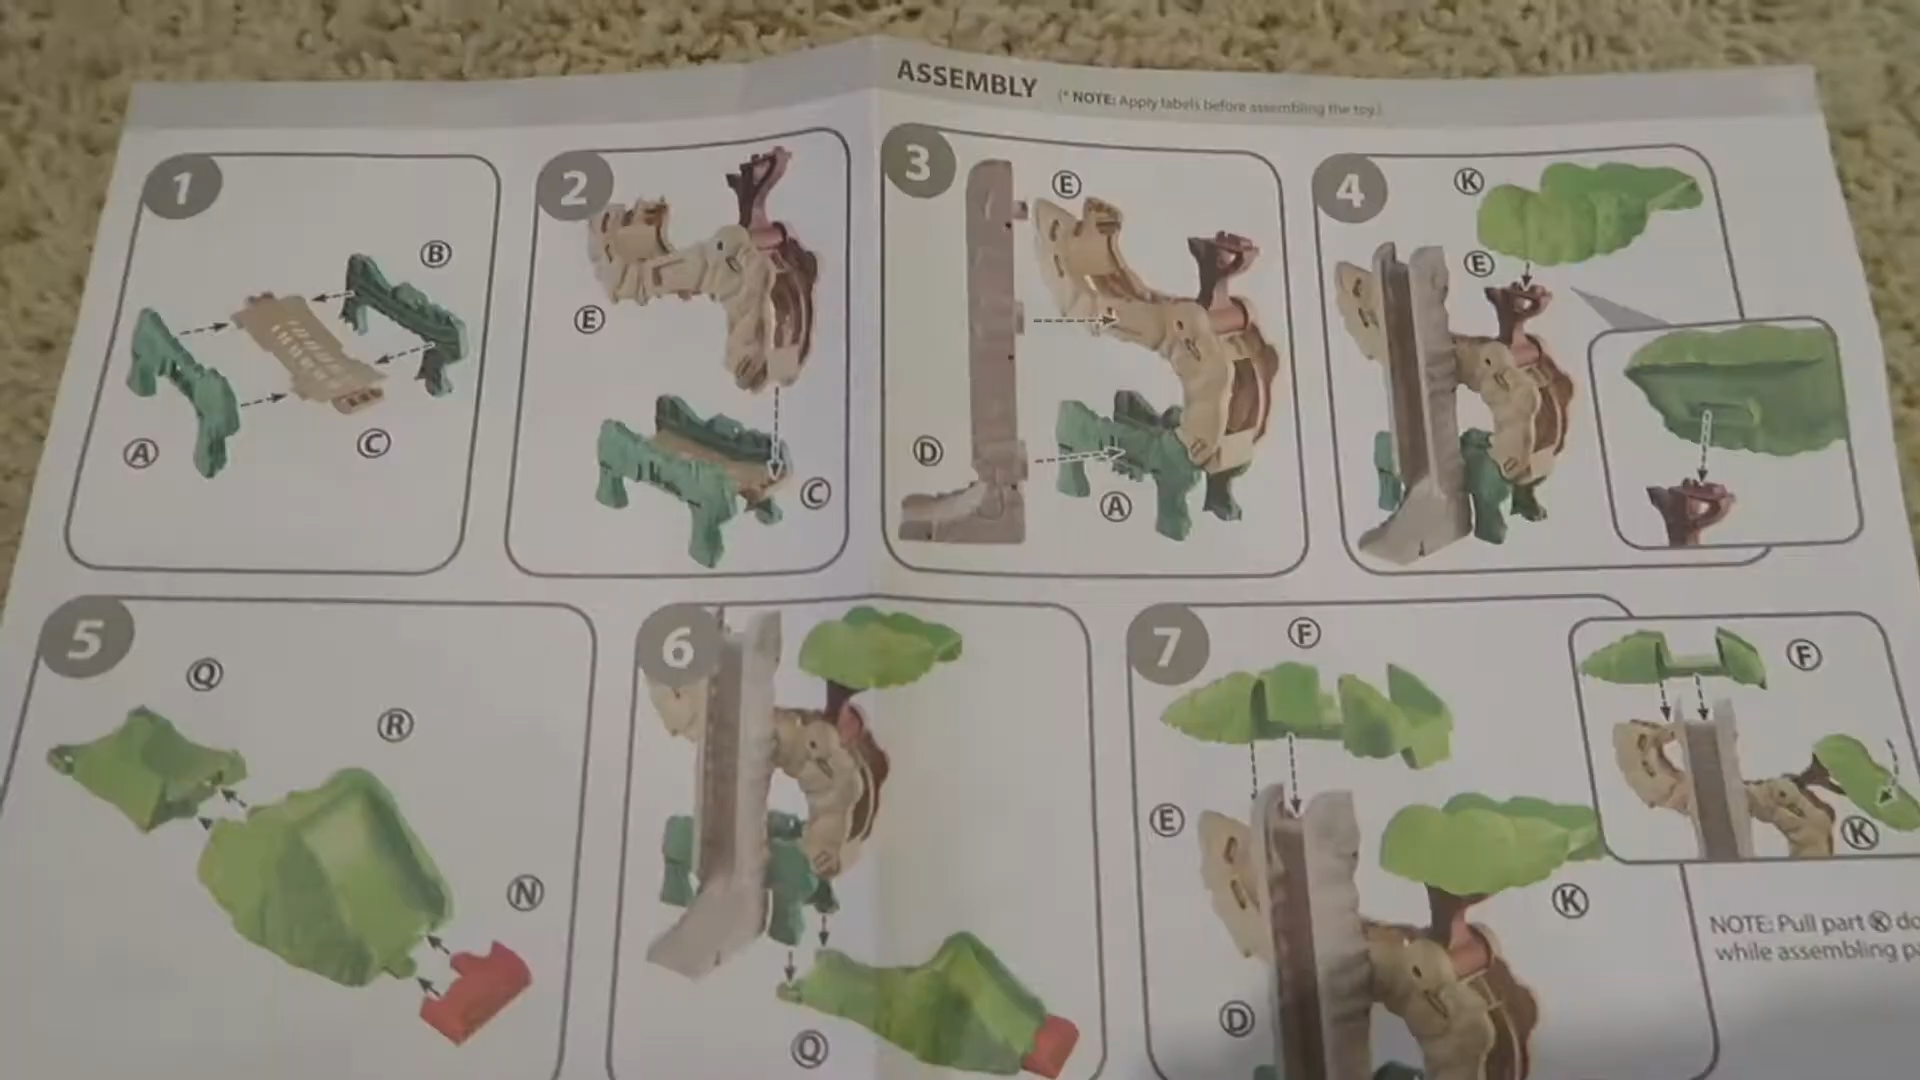 ASSEMBLY
(* NOTE: Apply labels before assembling the toy.)
1
B
A
C
2
E
C
3
E
D
A
4
K
E
5
Q
R
N
6
Q
7
F
E
K
D
F
K
NOTE: Pull part K do
while assembling p